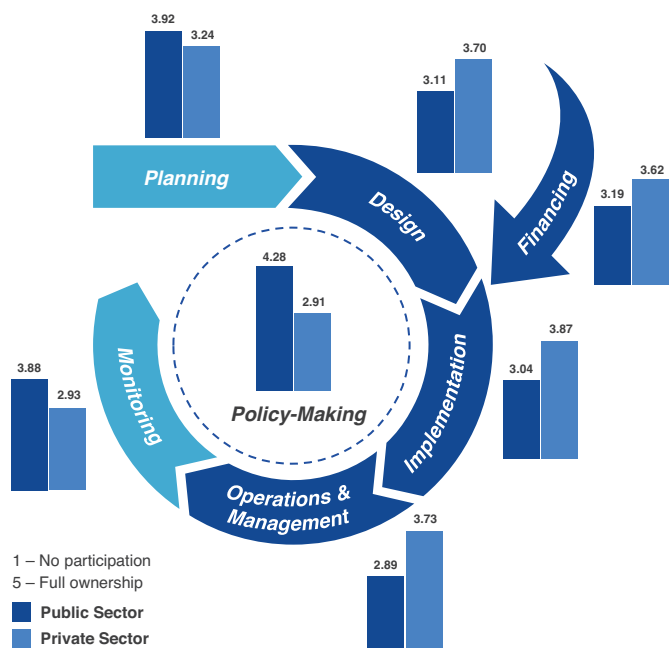 3.92
3.24
Planning
3.11
3.70
Design
Financing
3.19
3.62
4.28
2.91
Policy-Making
3.04
3.87
Implementation
3.88
2.93
Monitoring
Operations &
Management
2.89
3.73
1 – No participation
5 – Full ownership
Public Sector
Private Sector